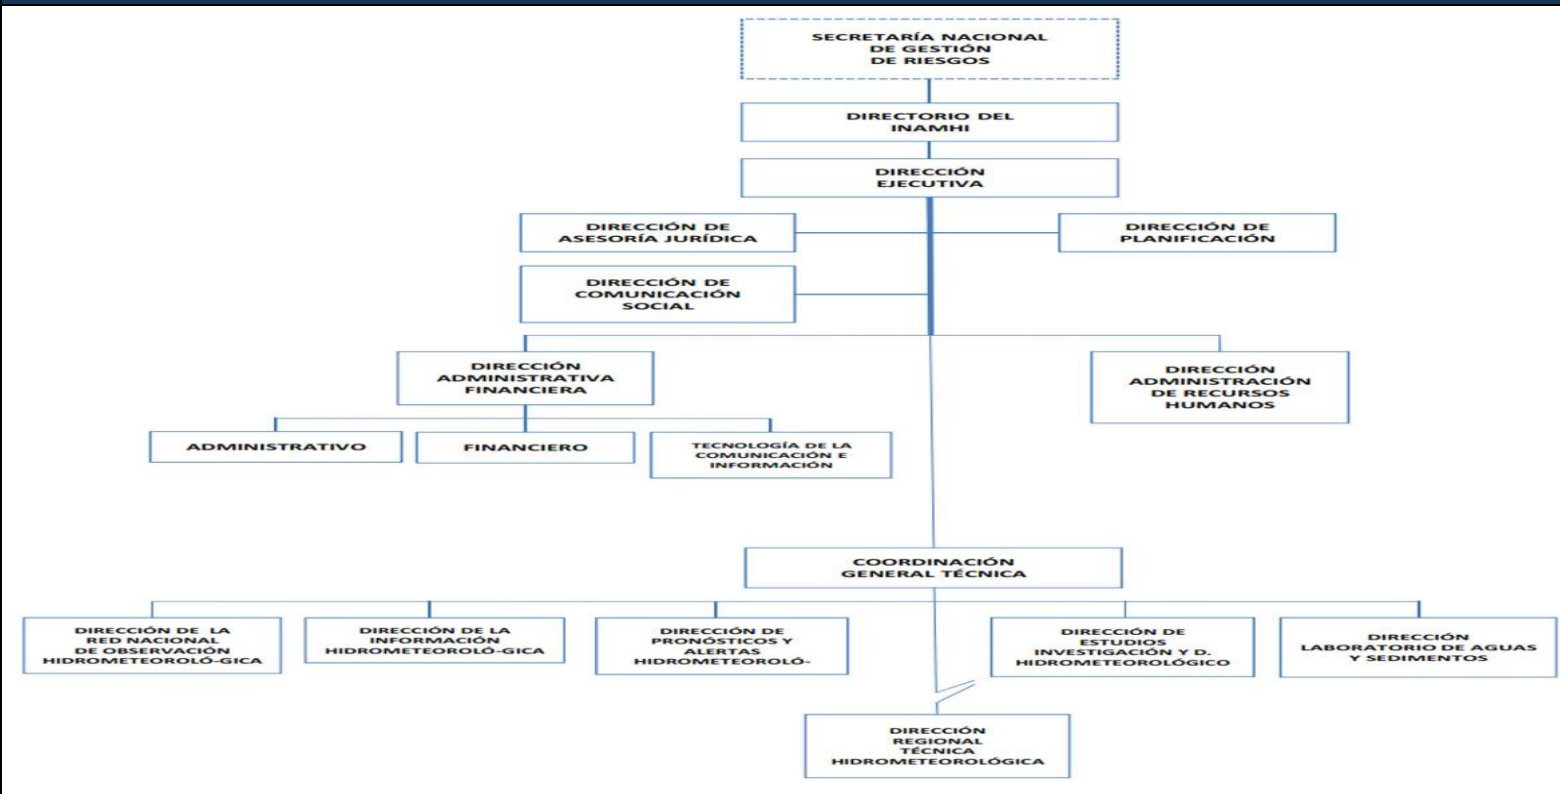 SECRETARÍA NACIONAL
DE GESTIÓN
DE RIESGOS
DIRECTORIO DEL
INAMHI
DIRECCIÓN
EJECUTIVA
DIRECCIÓN DE
ASESORÍA JURÍDICA
DIRECCIÓN DE
PLANIFICACIÓN
DIRECCIÓN DE
COMUNICACIÓN
SOCIAL
DIRECCIÓN
ADMINISTRATIVA
FINANCIERA
DIRECCIÓN
ADMINISTRACIÓN
DE RECURSOS
HUMANOS
ADMINISTRATIVO
FINANCIERO
TECNOLOGÍA DE LA
COMUNICACIÓN E
INFORMACIÓN
COORDINACIÓN
GENERAL TÉCNICA
DIRECCIÓN DE LA
RED NACIONAL
DE OBSERVACIÓN
HIDROMETEOROLÓ-GICA
DIRECCIÓN DE LA
INFORMACIÓN
HIDROMETEOROLÓ-GICA
DIRECCIÓN DE
PRONÓSTICOS Y
ALERTAS
HIDROMETEOROLÓ-
DIRECCIÓN DE
ESTUDIOS
INVESTIGACIÓN Y D.
HIDROMETEOROLÓGICO
DIRECCIÓN
LABORATORIO DE AGUAS
Y SEDIMENTOS
DIRECCIÓN
REGIONAL
TÉCNICA
HIDROMETEOROLÓGICA